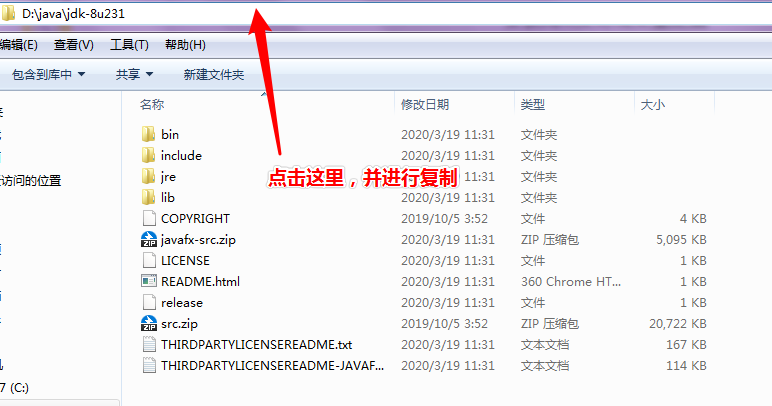 D:\java\jdk-8u231
编辑(E) 查看(V) 工具(T) 帮助(H)
包含到库中 共享 新建文件夹
名称 修改日期 类型 大小
bin 2020/3/19 11:31 文件夹
include 2020/3/19 11:31 文件夹
jre 2020/3/19 11:31 文件夹
点击这里，并进行复制
访问的位置
lib 2020/3/19 11:31 文件夹
COPYRIGHT 2019/10/5 3:52 文件 4 KB
javafx-src.zip 2020/3/19 11:31 ZIP 压缩包 5,095 KB
LICENSE 2020/3/19 11:31 文件 1 KB
README.html 2020/3/19 11:31 360 Chrome HT... 1 KB
release 2020/3/19 11:31 文件 1 KB
src.zip 2019/10/5 3:52 ZIP 压缩包 20,722 KB
THIRDPARTYLICENSEREADME.txt 2020/3/19 11:31 文本文档 167 KB
THIRDPARTYLICENSEREADME-JAVAF... 2020/3/19 11:31 文本文档 114 KB
7 (C:)